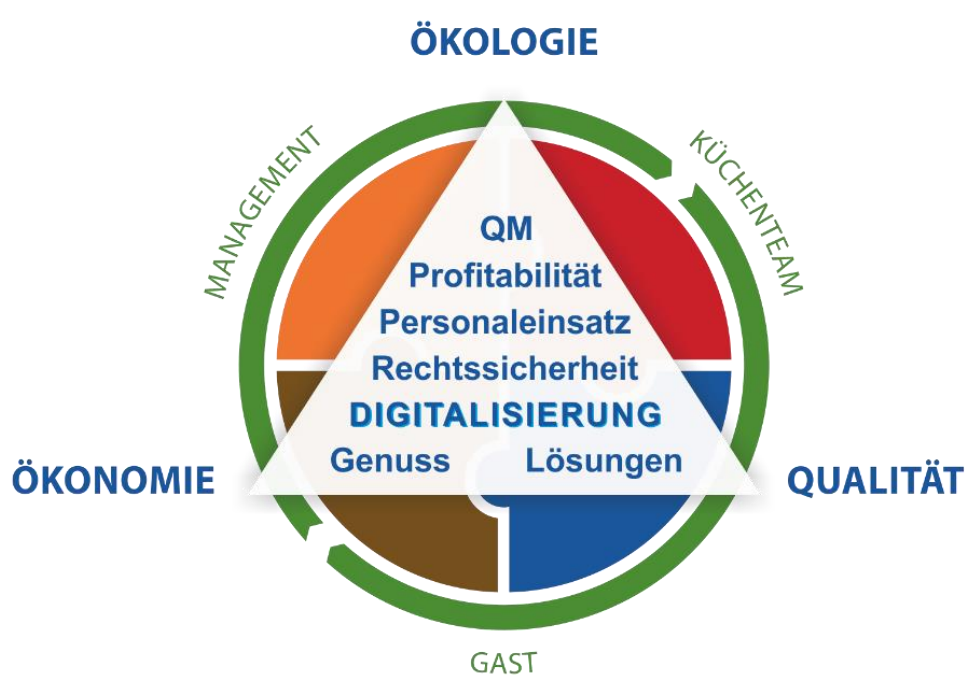 ÖKOLOGIE
MANAGEMENT
KÜCHENTEAM
QM
Profitabilität
Personaleinsatz
Rechtssicherheit
DIGITALISIERUNG
Genuss Lösungen
ÖKONOMIE
QUALITÄT
GAST